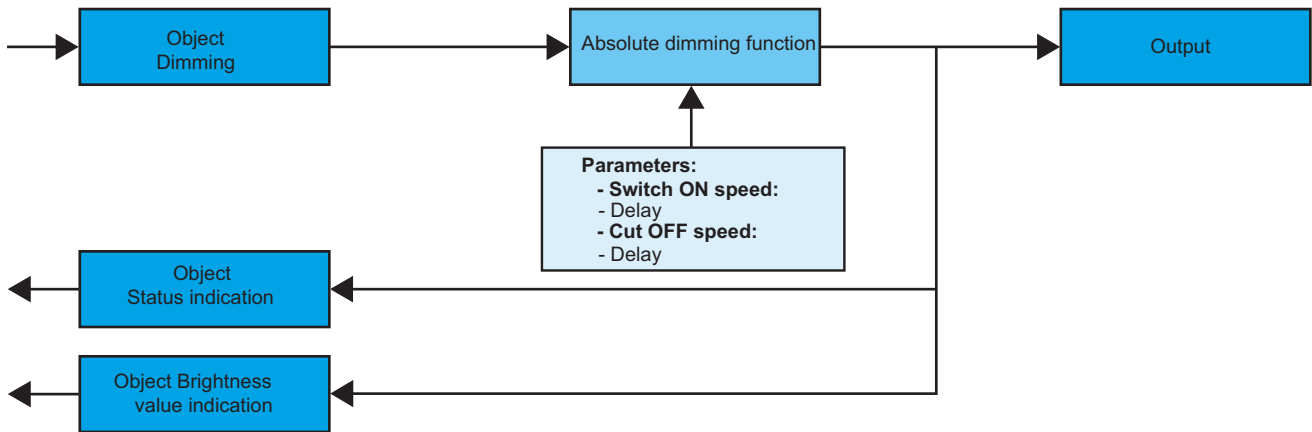 Object
Dimming
Absolute dimming function
Output
Parameters:
- Switch ON speed:
- Delay
- Cut OFF speed:
- Delay
Object
Status indication
Object Brightness
value indication